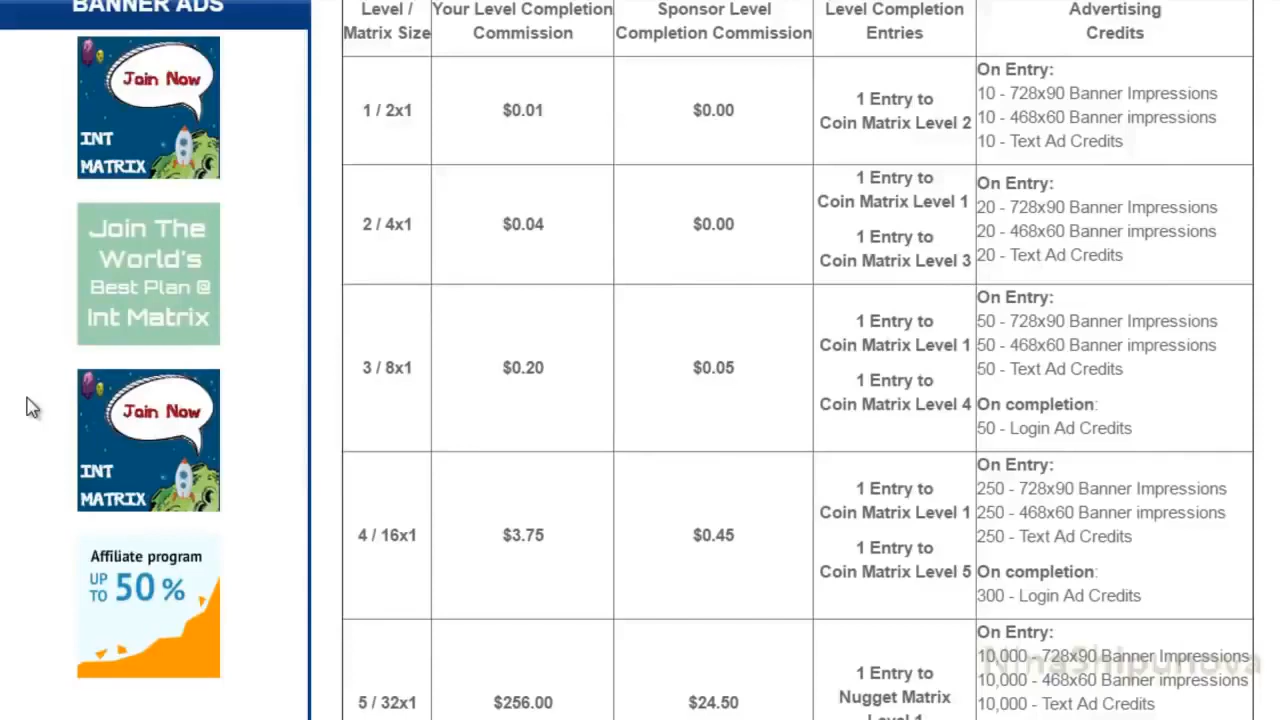 BANNER ADS
Join Now
INT
MATRIX
Join The
World's
Best Plan @
Int Matrix
Join Now
INT
MATRIX
Affiliate program
UP
TO 50 %
Level /
Matrix Size
Your Level Completion
Commission
Sponsor Level
Completion Commission
Level Completion
Entries
Advertising
Credits
1 / 2x1
$0.01
$0.00
1 Entry to
Coin Matrix Level 2
On Entry:
10 - 728x90 Banner Impressions
10 - 468x60 Banner impressions
10 - Text Ad Credits
2 / 4x1
$0.04
$0.00
1 Entry to
Coin Matrix Level 1
1 Entry to
Coin Matrix Level 3
On Entry:
20 - 728x90 Banner Impressions
20 - 468x60 Banner impressions
20 - Text Ad Credits
3 / 8x1
$0.20
$0.05
1 Entry to
Coin Matrix Level 1
1 Entry to
Coin Matrix Level 4
On Entry:
50 - 728x90 Banner Impressions
50 - 468x60 Banner impressions
50 - Text Ad Credits
On completion:
50 - Login Ad Credits
4 / 16x1
$3.75
$0.45
1 Entry to
Coin Matrix Level 1
1 Entry to
Coin Matrix Level 5
On Entry:
250 - 728x90 Banner Impressions
250 - 468x60 Banner impressions
250 - Text Ad Credits
On completion:
300 - Login Ad Credits
5 / 32x1
$256.00
$24.50
1 Entry to
Nugget Matrix
Level 1
On Entry:
10,000 - 728x90 Banner Impressions
10,000 - 468x60 Banner impressions
10,000 - Text Ad Credits
NinaShipunova